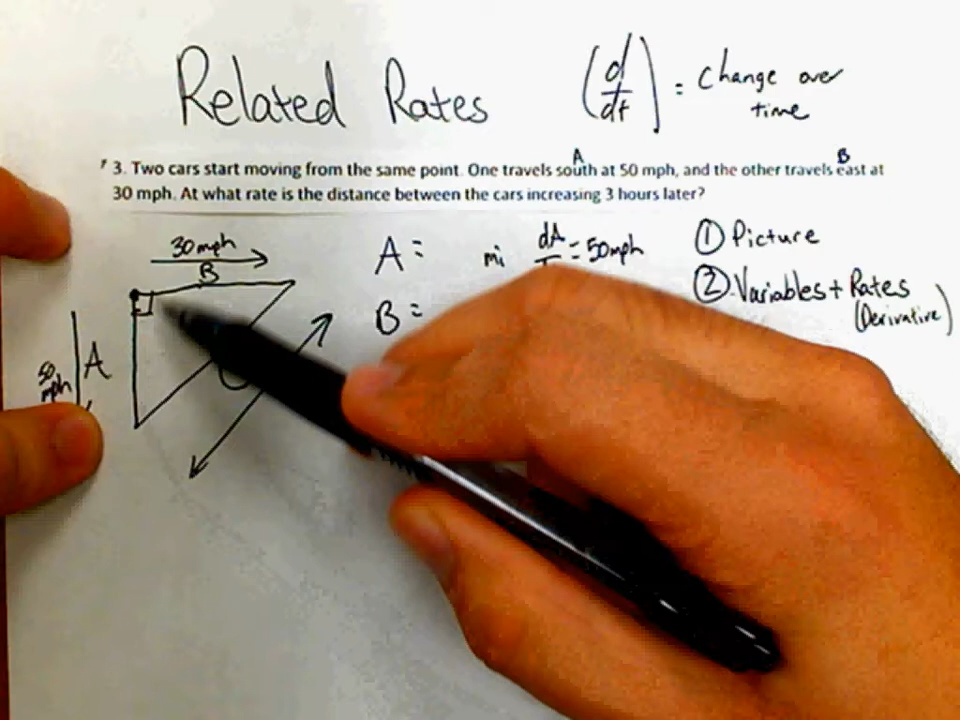 Related Rates
(d/dt) = Change over time
A
B
3. Two cars start moving from the same point. One travels south at 50 mph, and the other travels east at
30 mph. At what rate is the distance between the cars increasing 3 hours later?
30 mph
B
50 mph
A
A =
mi
dA = 50mph
B =
① Picture
② Variables + Rates
(Derivative)